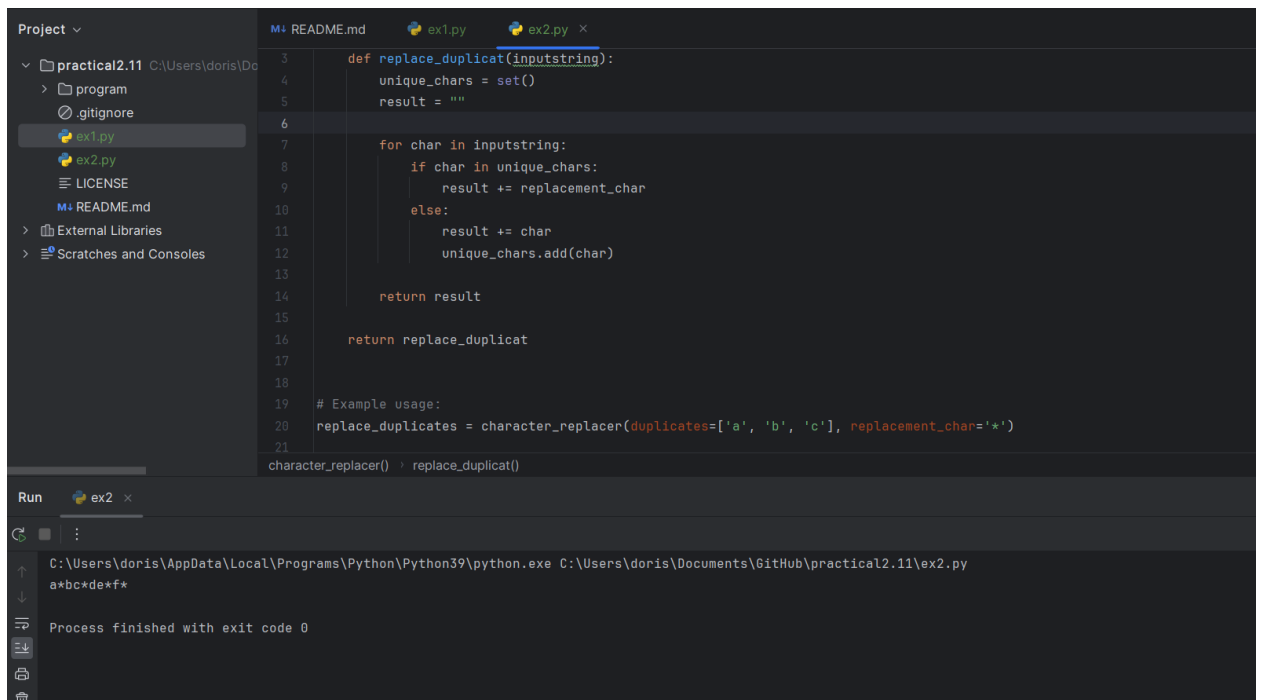 Project
practical2.11 C:\Users\doris\Do
program
.gitignore
ex1.py
ex2.py
LICENSE
M↓ README.md
External Libraries
Scratches and Consoles
M↓ README.md ex1.py ex2.py ×
3 def replace_duplicat(inputstring):
4 unique_chars = set()
5 result = ""
6
7 for char in inputstring:
8 if char in unique_chars:
9 result += replacement_char
10 else:
11 result += char
12 unique_chars.add(char)
13
14 return result
15
16 return replace_duplicat
17
18
19 # Example usage:
20 replace_duplicates = character_replacer(duplicates=['a', 'b', 'c'], replacement_char='*')
21
character_replacer() › replace_duplicat()
Run ex2 ×
C:\Users\doris\AppData\Local\Programs\Python\Python39\python.exe C:\Users\doris\Documents\GitHub\practical2.11\ex2.py
a*bc*de*f*
Process finished with exit code 0